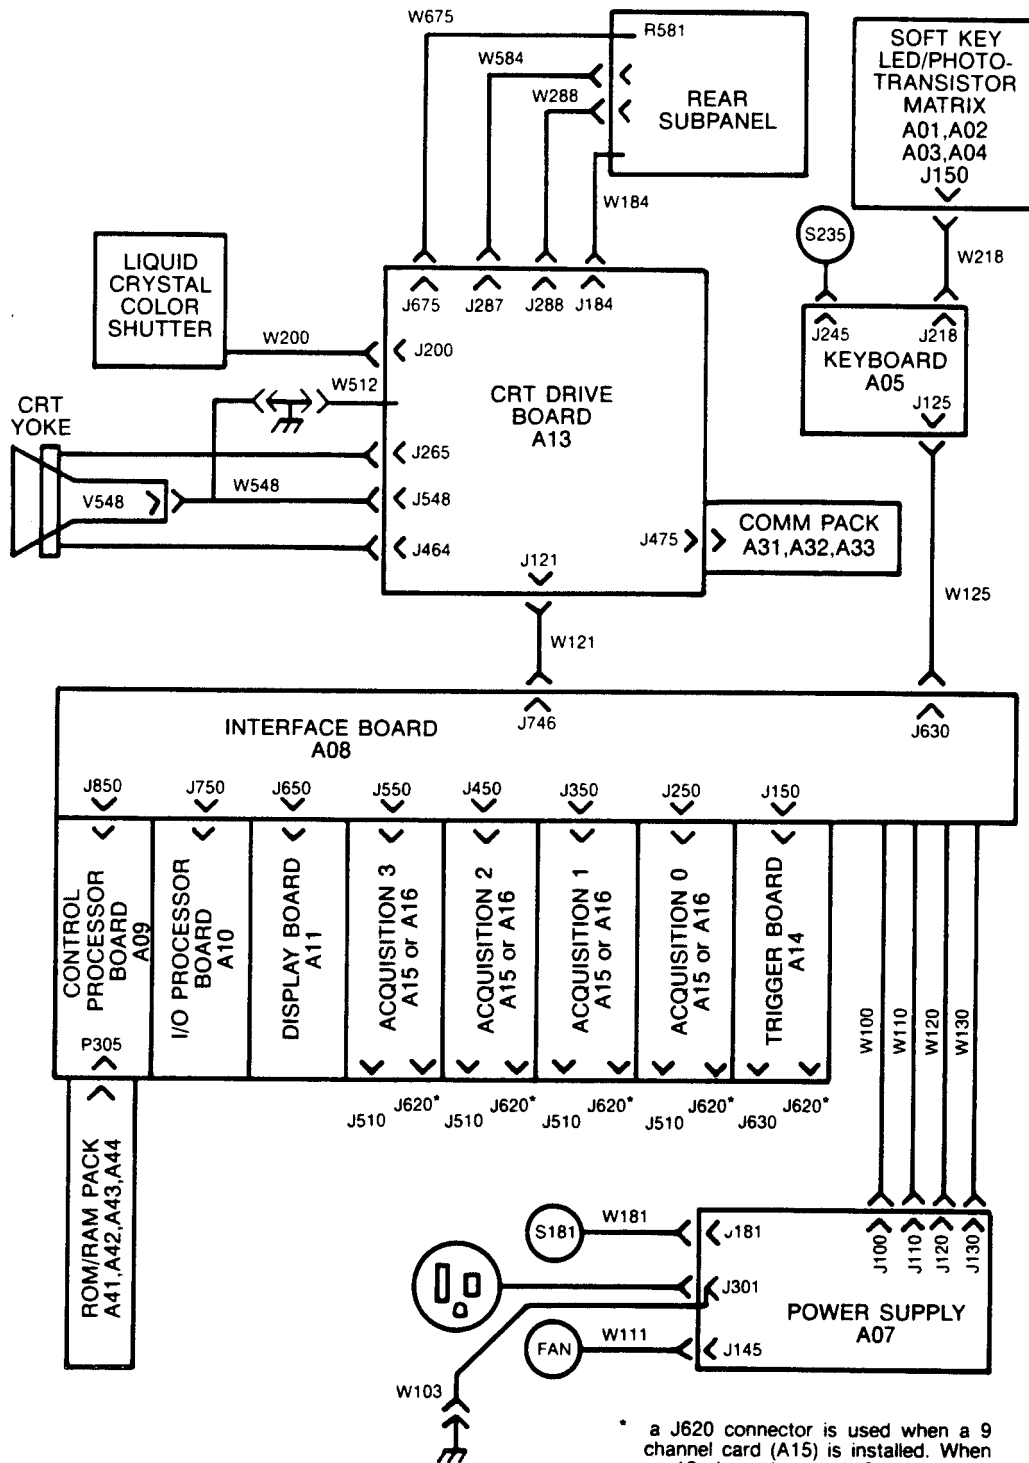 W675
R581
W584
W288
REAR
SUBPANEL
W184
SOFT KEY
LED/PHOTO-
TRANSISTOR
MATRIX
A01,A02
A03,A04
J150
S235
W218
LIQUID
CRYSTAL
COLOR
SHUTTER
W200
J675
J287
J288
J184
J200
W512
CRT DRIVE
BOARD
A13
J245
J218
KEYBOARD
A05
J125
CRT
YOKE
J265
V548
W548
J548
J464
J475
COMM PACK
A31,A32,A33
J121
W121
W125
INTERFACE BOARD
A08
J746
J630
J850
J750
J650
J550
J450
J350
J250
J150
CONTROL
PROCESSOR
BOARD
A09
P305
I/O PROCESSOR
BOARD
A10
DISPLAY BOARD
A11
ACQUISITION 3
A15 or A16
ACQUISITION 2
A15 or A16
ACQUISITION 1
A15 or A16
ACQUISITION 0
A15 or A16
TRIGGER BOARD
A14
W100
W110
W120
W130
J510
J620*
J510
J620*
J510
J620*
J510
J620*
J630
J620*
ROM/RAM PACK
A41,A42,A43,A44
S181
W181
J181
J100
J110
J120
J130
J301
POWER SUPPLY
A07
FAN
W111
J145
W103
* a J620 connector is used when a 9
channel card (A15) is installed. When